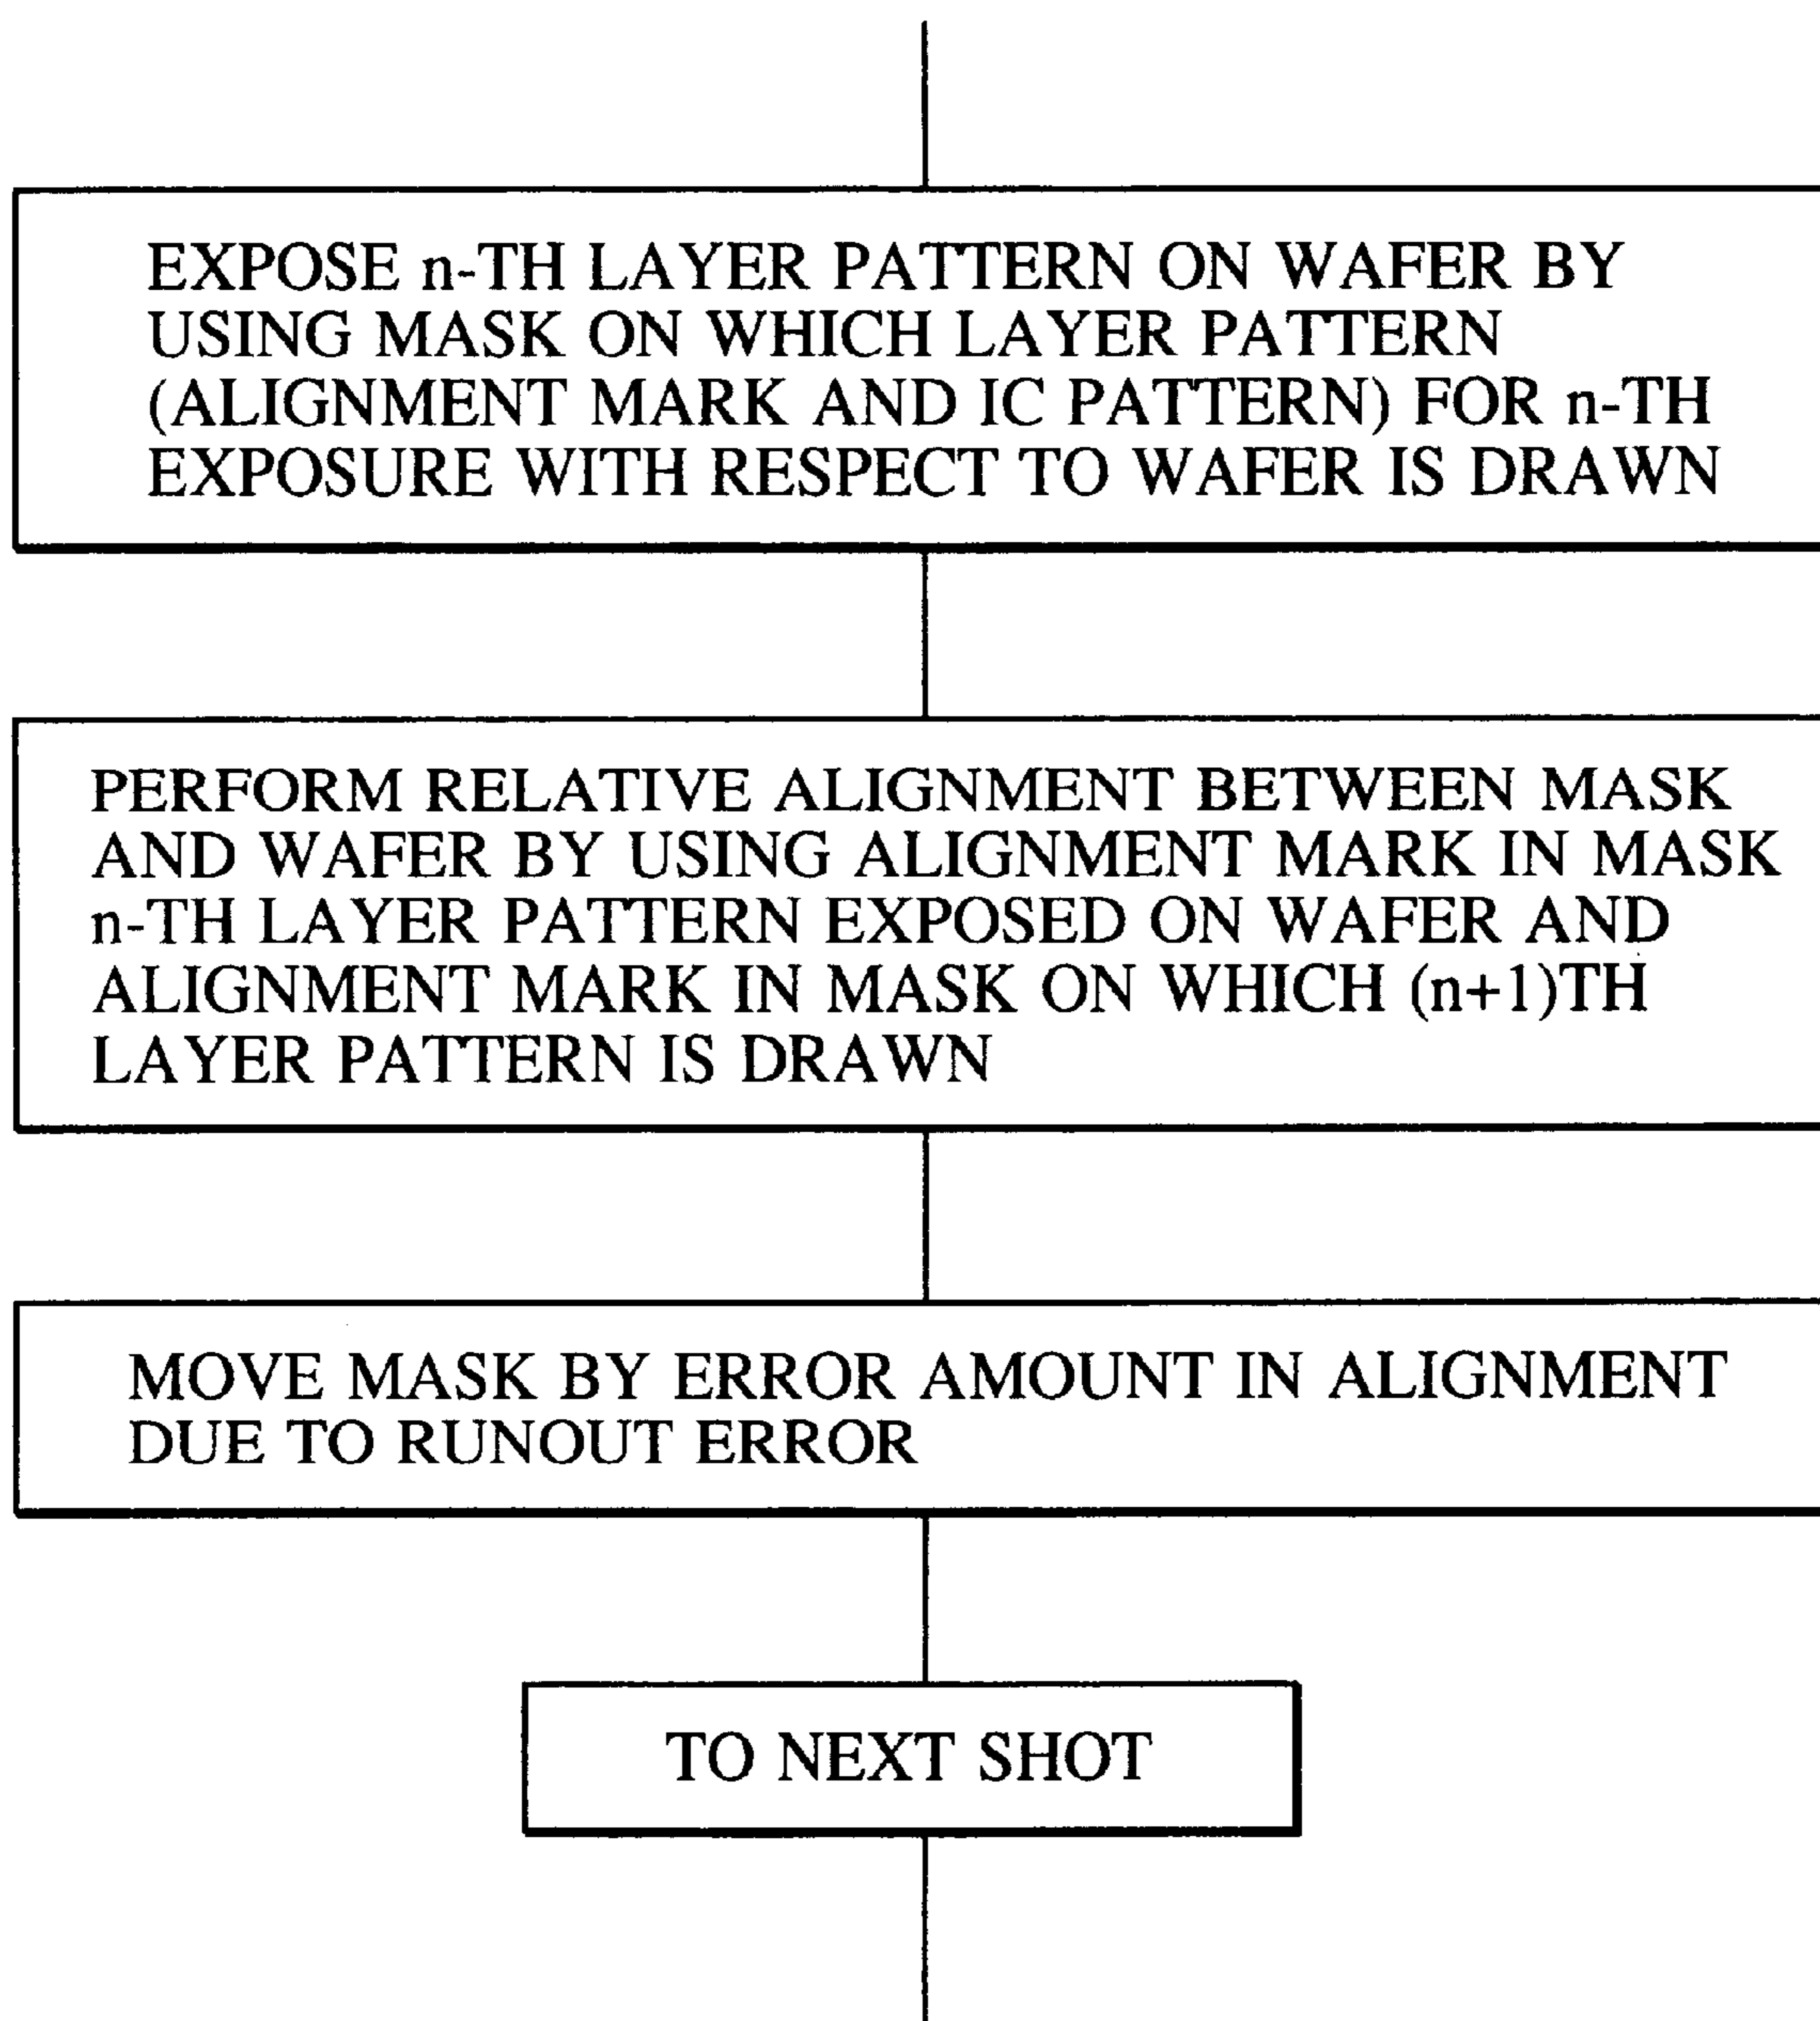 EXPOSE n-TH LAYER PATTERN ON WAFER BY
USING MASK ON WHICH LAYER PATTERN
(ALIGNMENT MARK AND IC PATTERN) FOR n-TH
EXPOSURE WITH RESPECT TO WAFER IS DRAWN
PERFORM RELATIVE ALIGNMENT BETWEEN MASK
AND WAFER BY USING ALIGNMENT MARK IN MASK
n-TH LAYER PATTERN EXPOSED ON WAFER AND
ALIGNMENT MARK IN MASK ON WHICH (n+1)TH
LAYER PATTERN IS DRAWN
MOVE MASK BY ERROR AMOUNT IN ALIGNMENT
DUE TO RUNOUT ERROR
TO NEXT SHOT